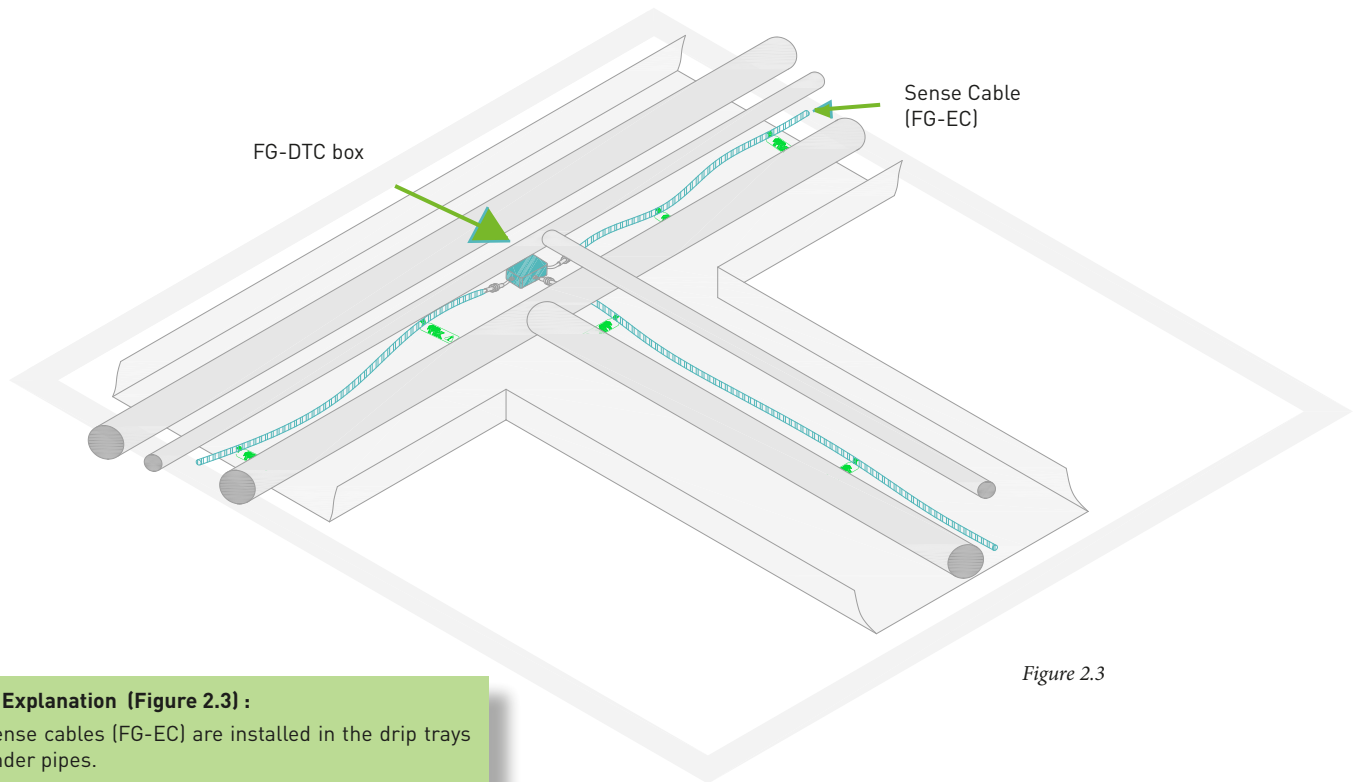 Sense Cable
(FG-EC)
FG-DTC box
Figure 2.3
Explanation (Figure 2.3) :
ense cables (FG-EC) are installed in the drip trays
nder pipes.